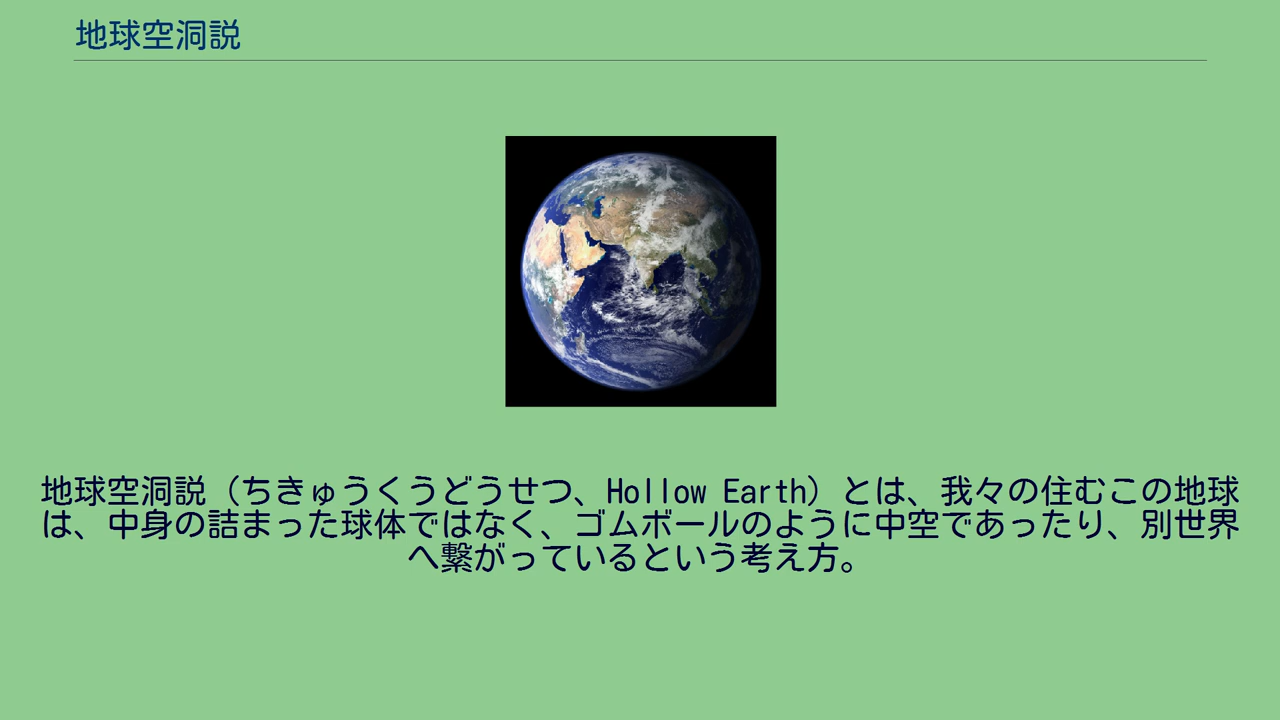 地球空洞説
地球空洞説（ちきゅうくうどうせつ、Hollow Earth）とは、我々の住むこの地球
は、中身の詰まった球体ではなく、ゴムボールのように中空であったり、別世界
へ繋がっているという考え方。